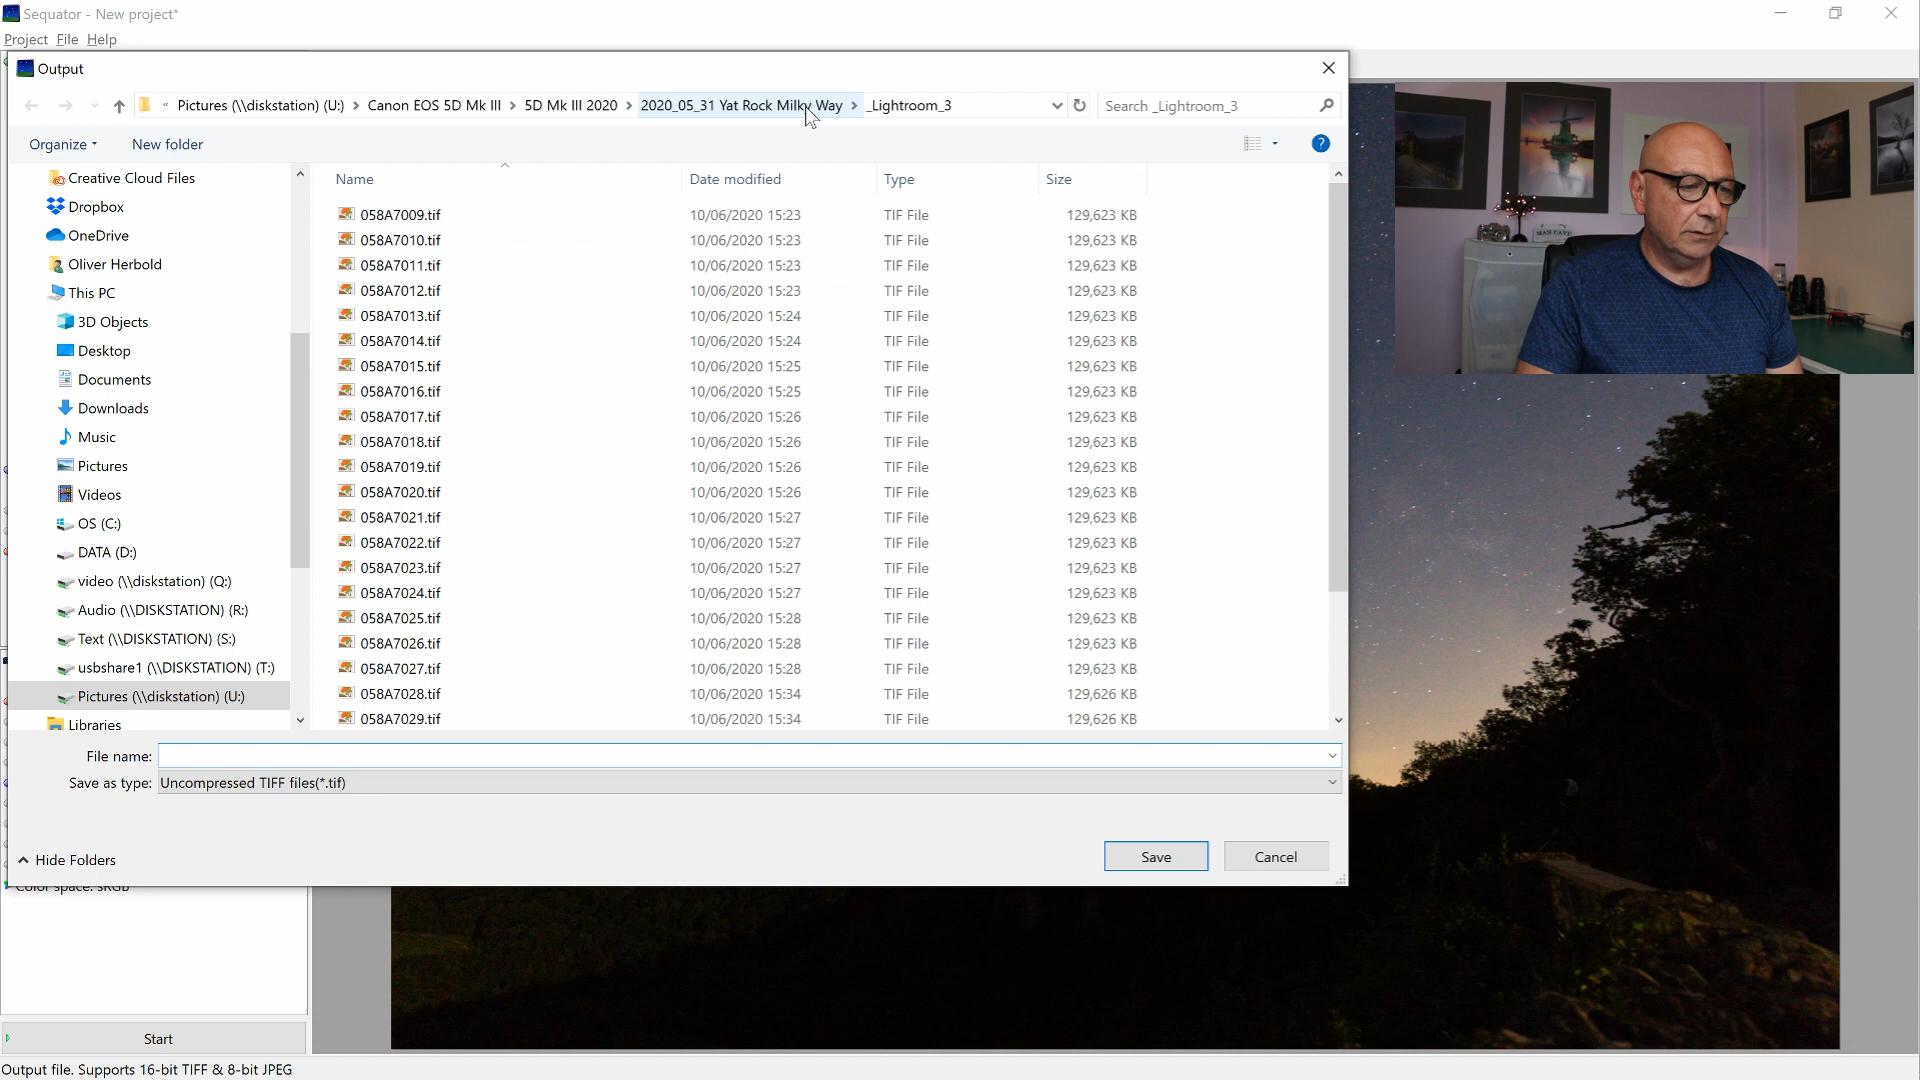 Sequator - New project*
Project File Help
Output
« Pictures (\\diskstation) (U:) > Canon EOS 5D Mk III > 5D Mk III 2020 > 2020_05_31 Yat Rock Milky Way > _Lightroom_3
Search _Lightroom_3
Organize
New folder
?
Creative Cloud Files
Dropbox
OneDrive
Oliver Herbold
This PC
3D Objects
Desktop
Documents
Downloads
Music
Pictures
Videos
OS (C:)
DATA (D:)
video (\\diskstation) (Q:)
Audio (\\DISKSTATION) (R:)
Text (\\DISKSTATION) (S:)
usbshare1 (\\DISKSTATION) (T:)
Pictures (\\diskstation) (U:)
Libraries
Name Date modified Type Size
058A7009.tif 10/06/2020 15:23 TIF File 129,623 KB
058A7010.tif 10/06/2020 15:23 TIF File 129,623 KB
058A7011.tif 10/06/2020 15:23 TIF File 129,623 KB
058A7012.tif 10/06/2020 15:23 TIF File 129,623 KB
058A7013.tif 10/06/2020 15:24 TIF File 129,623 KB
058A7014.tif 10/06/2020 15:24 TIF File 129,623 KB
058A7015.tif 10/06/2020 15:25 TIF File 129,623 KB
058A7016.tif 10/06/2020 15:25 TIF File 129,623 KB
058A7017.tif 10/06/2020 15:26 TIF File 129,623 KB
058A7018.tif 10/06/2020 15:26 TIF File 129,623 KB
058A7019.tif 10/06/2020 15:26 TIF File 129,623 KB
058A7020.tif 10/06/2020 15:26 TIF File 129,623 KB
058A7021.tif 10/06/2020 15:27 TIF File 129,623 KB
058A7022.tif 10/06/2020 15:27 TIF File 129,623 KB
058A7023.tif 10/06/2020 15:27 TIF File 129,623 KB
058A7024.tif 10/06/2020 15:27 TIF File 129,623 KB
058A7025.tif 10/06/2020 15:28 TIF File 129,623 KB
058A7026.tif 10/06/2020 15:28 TIF File 129,623 KB
058A7027.tif 10/06/2020 15:28 TIF File 129,623 KB
058A7028.tif 10/06/2020 15:34 TIF File 129,626 KB
058A7029.tif 10/06/2020 15:34 TIF File 129,626 KB
File name:
Save as type: Uncompressed TIFF files(*.tif)
Hide Folders
Save
Cancel
Color space: sRGB
Start
Output file. Supports 16-bit TIFF & 8-bit JPEG
MAN CAVE